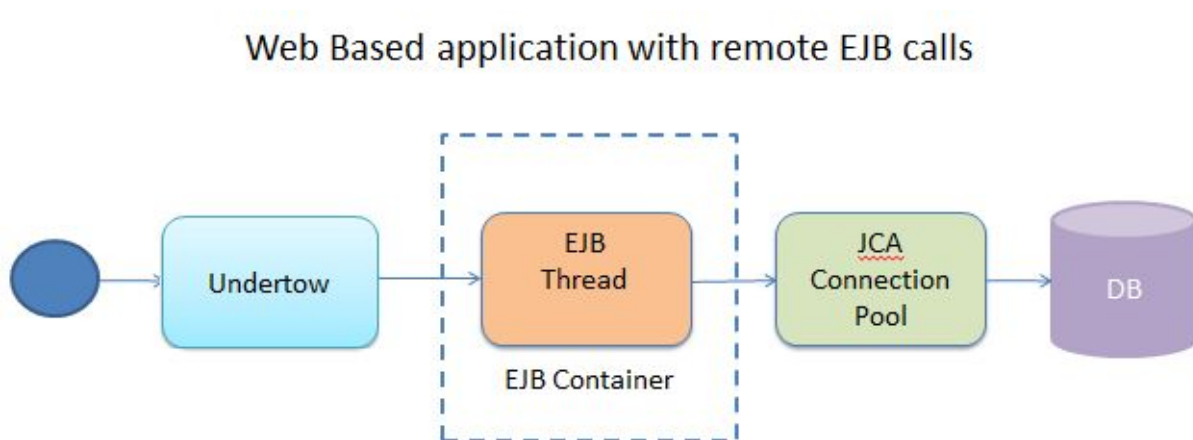 Web Based application with remote EJB calls
Undertow
EJB
Thread
EJB Container
JCA
Connection
Pool
DB